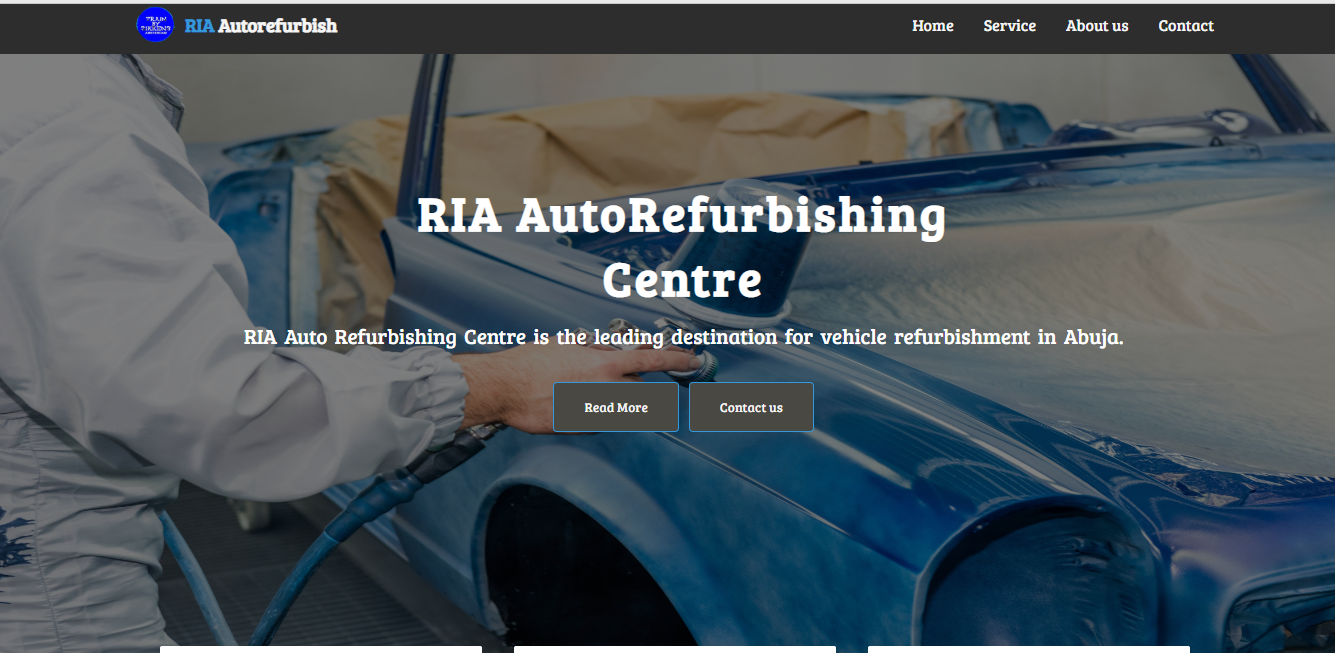 RIA Autorefurbish
Home Service About us Contact
RIA AutoRefurbishing
Centre
RIA Auto Refurbishing Centre is the leading destination for vehicle refurbishment in Abuja.
Read More Contact us